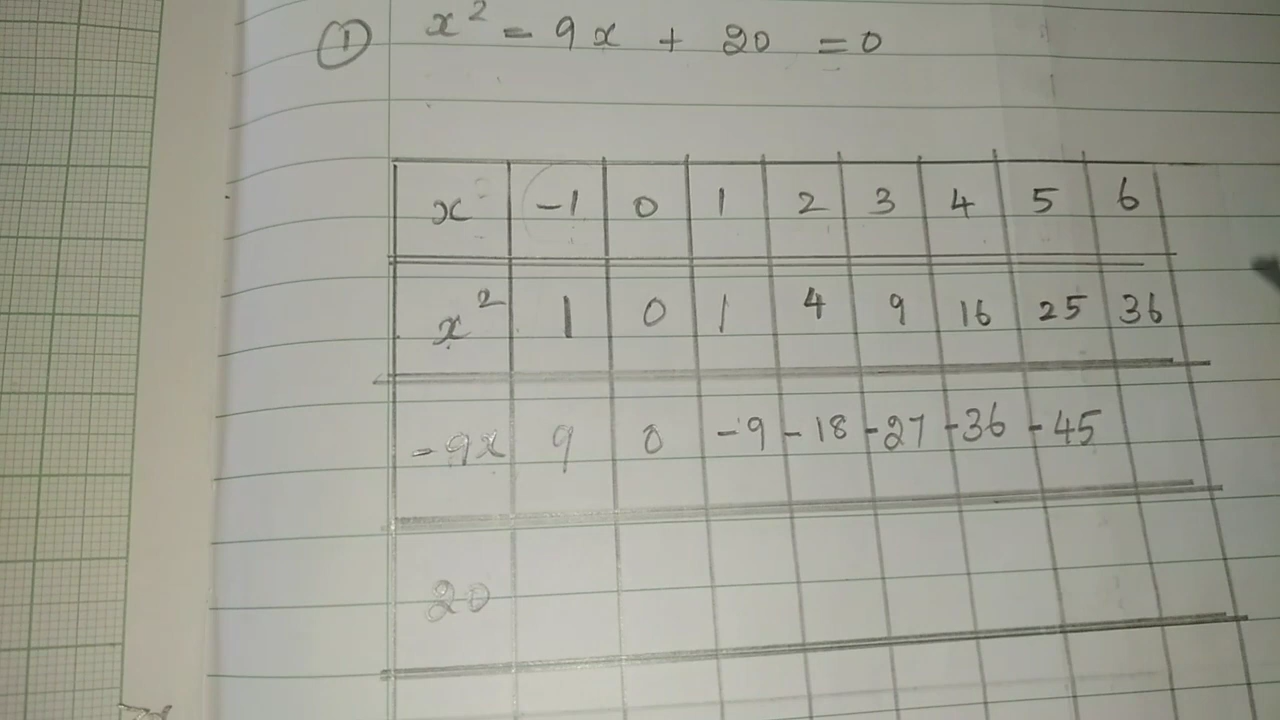 ① x² - 9x + 20 = 0
x -1 0 1 2 3 4 5 6
x² 1 0 1 4 9 16 25 36
-9x 9 0 -9 -18 -27 -36 -45
20